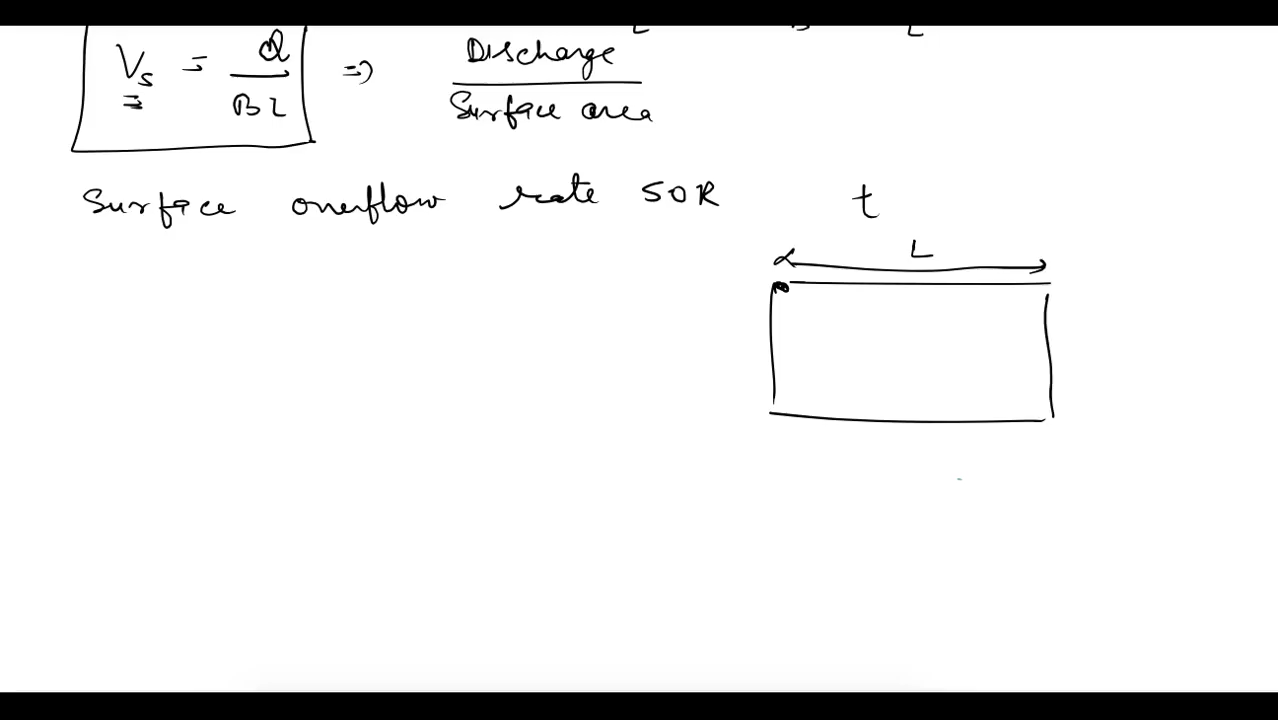 Vs = Q / BL => Discharge / Surface area
Surface overflow rate SOR t
L